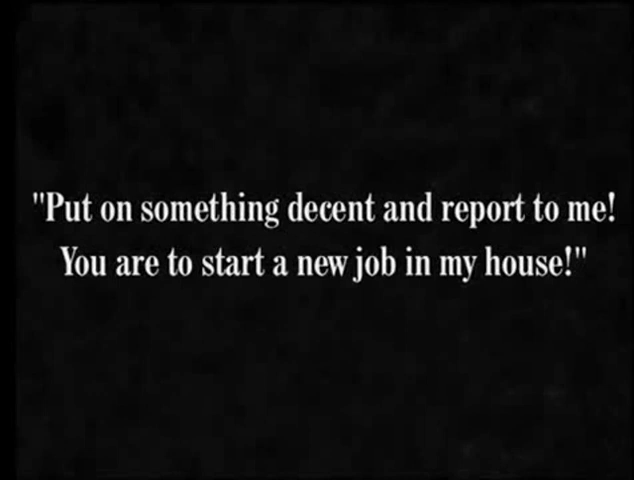 "Put on something decent and report to me!
You are to start a new job in my house!"